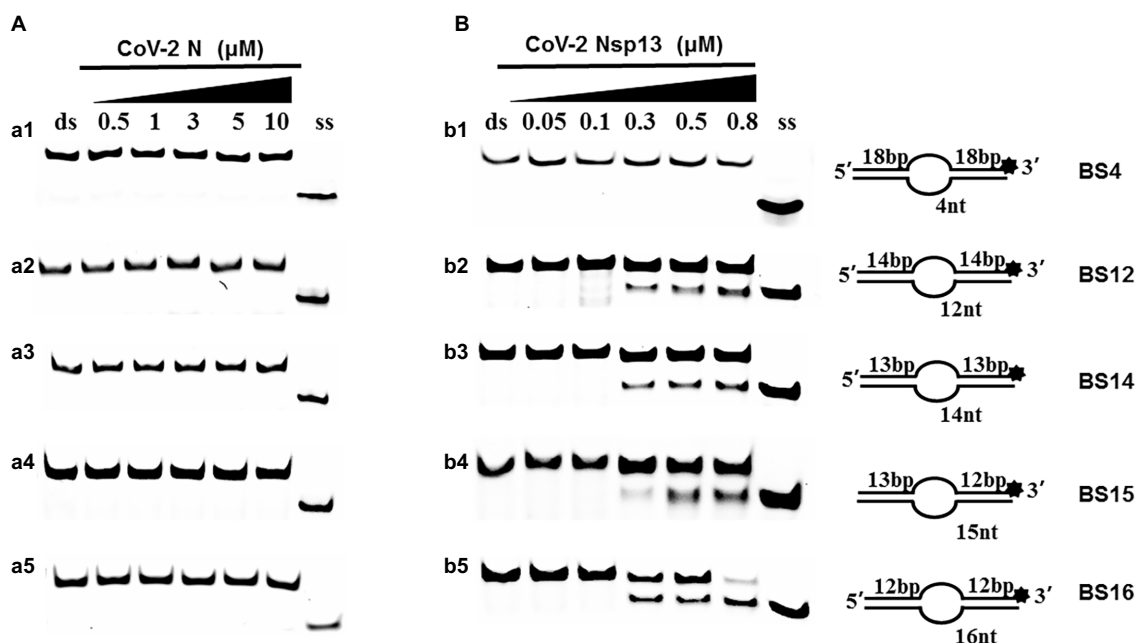 A
CoV-2 N (μM)
a1
ds 0.5 1 3 5 10 ss
a2
a3
a4
a5
B
CoV-2 Nsp13 (μM)
b1
ds 0.05 0.1 0.3 0.5 0.8 ss
b2
b3
b4
b5
18bp 18bp
5′ 3′ BS4
4nt
14bp 14bp
5′ 3′ BS12
12nt
13bp 13bp
5′ BS14
14nt
13bp 12bp
5′ 3′ BS15
15nt
12bp 12bp
5′ 3′ BS16
16nt